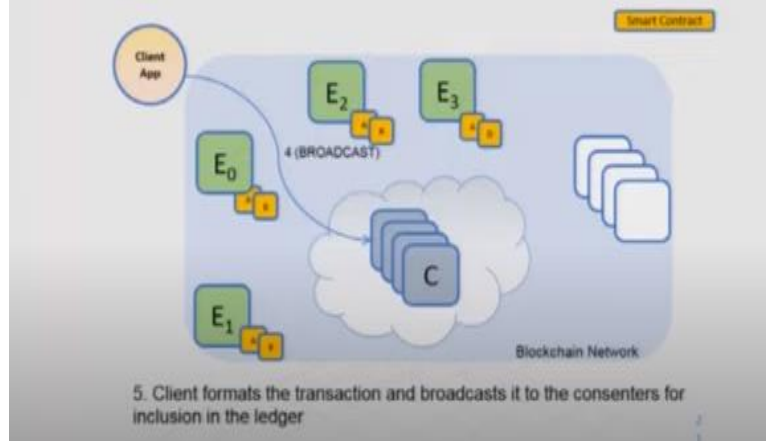 Smart Contract
Client
App
E₂
E₃
A B
A D
4 (BROADCAST)
E₀
A B
C
E₁
A B
Blockchain Network
5. Client formats the transaction and broadcasts it to the consenters for
inclusion in the ledger